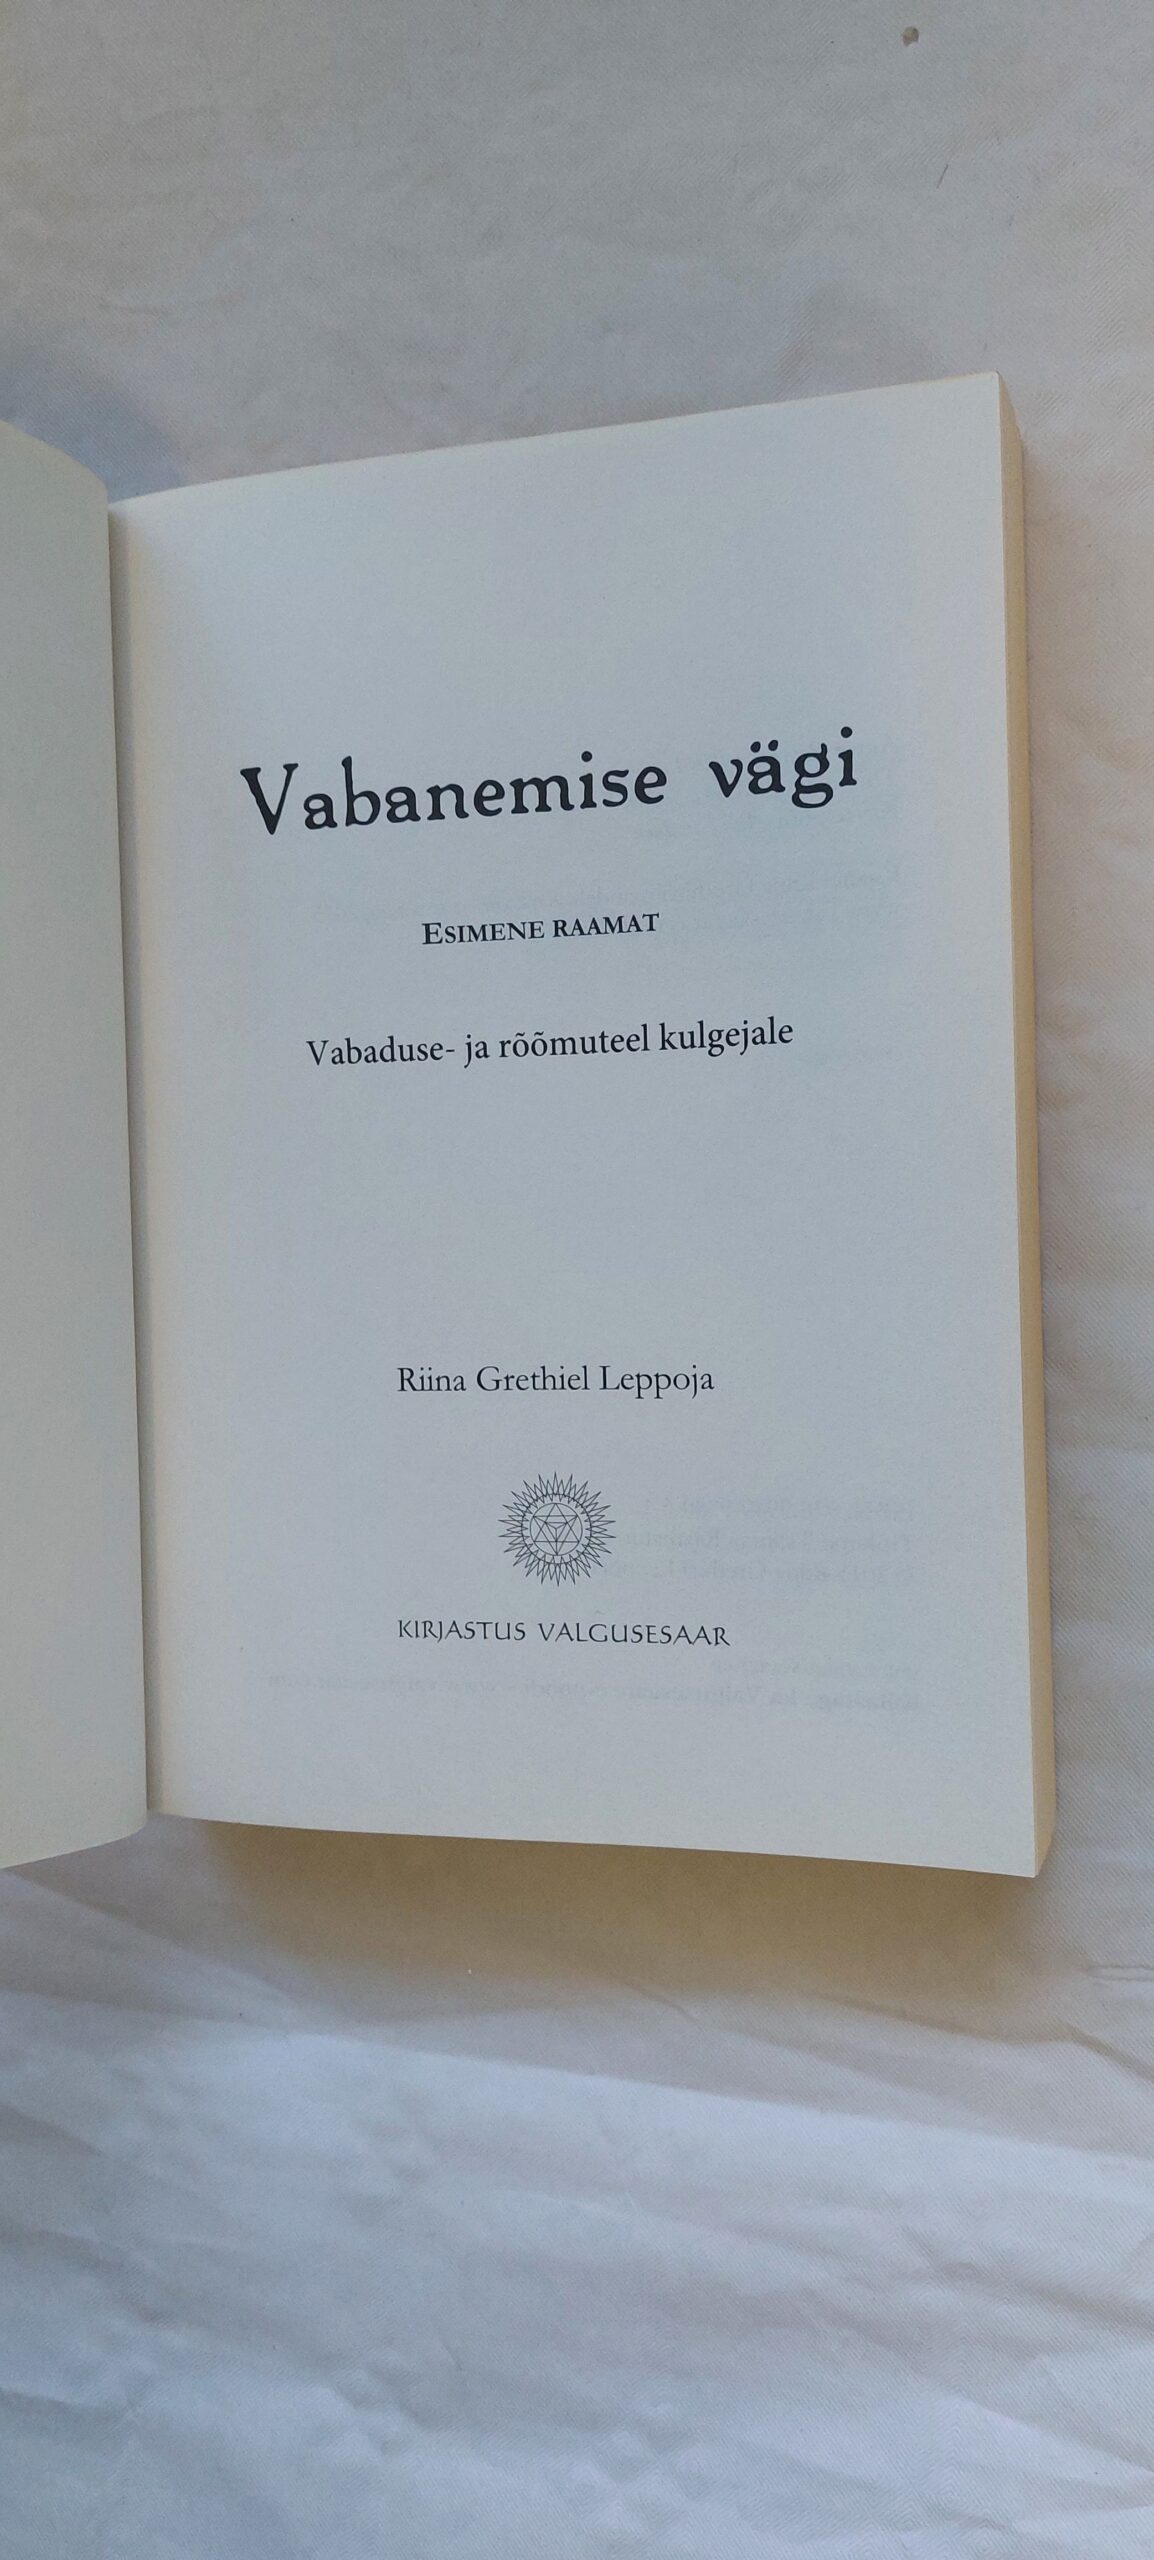 Vabanemise vägi
ESIMENE RAAMAT
Vabaduse- ja rõõmuteel kulgejale
Riina Grethiel Leppoja
KIRJASTUS VALGUSESAAR